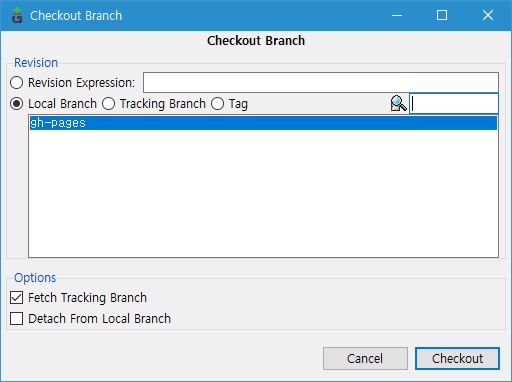 Checkout Branch
Checkout Branch
Revision
Revision Expression:
Local Branch Tracking Branch Tag
gh-pages
Options
Fetch Tracking Branch
Detach From Local Branch
Cancel Checkout